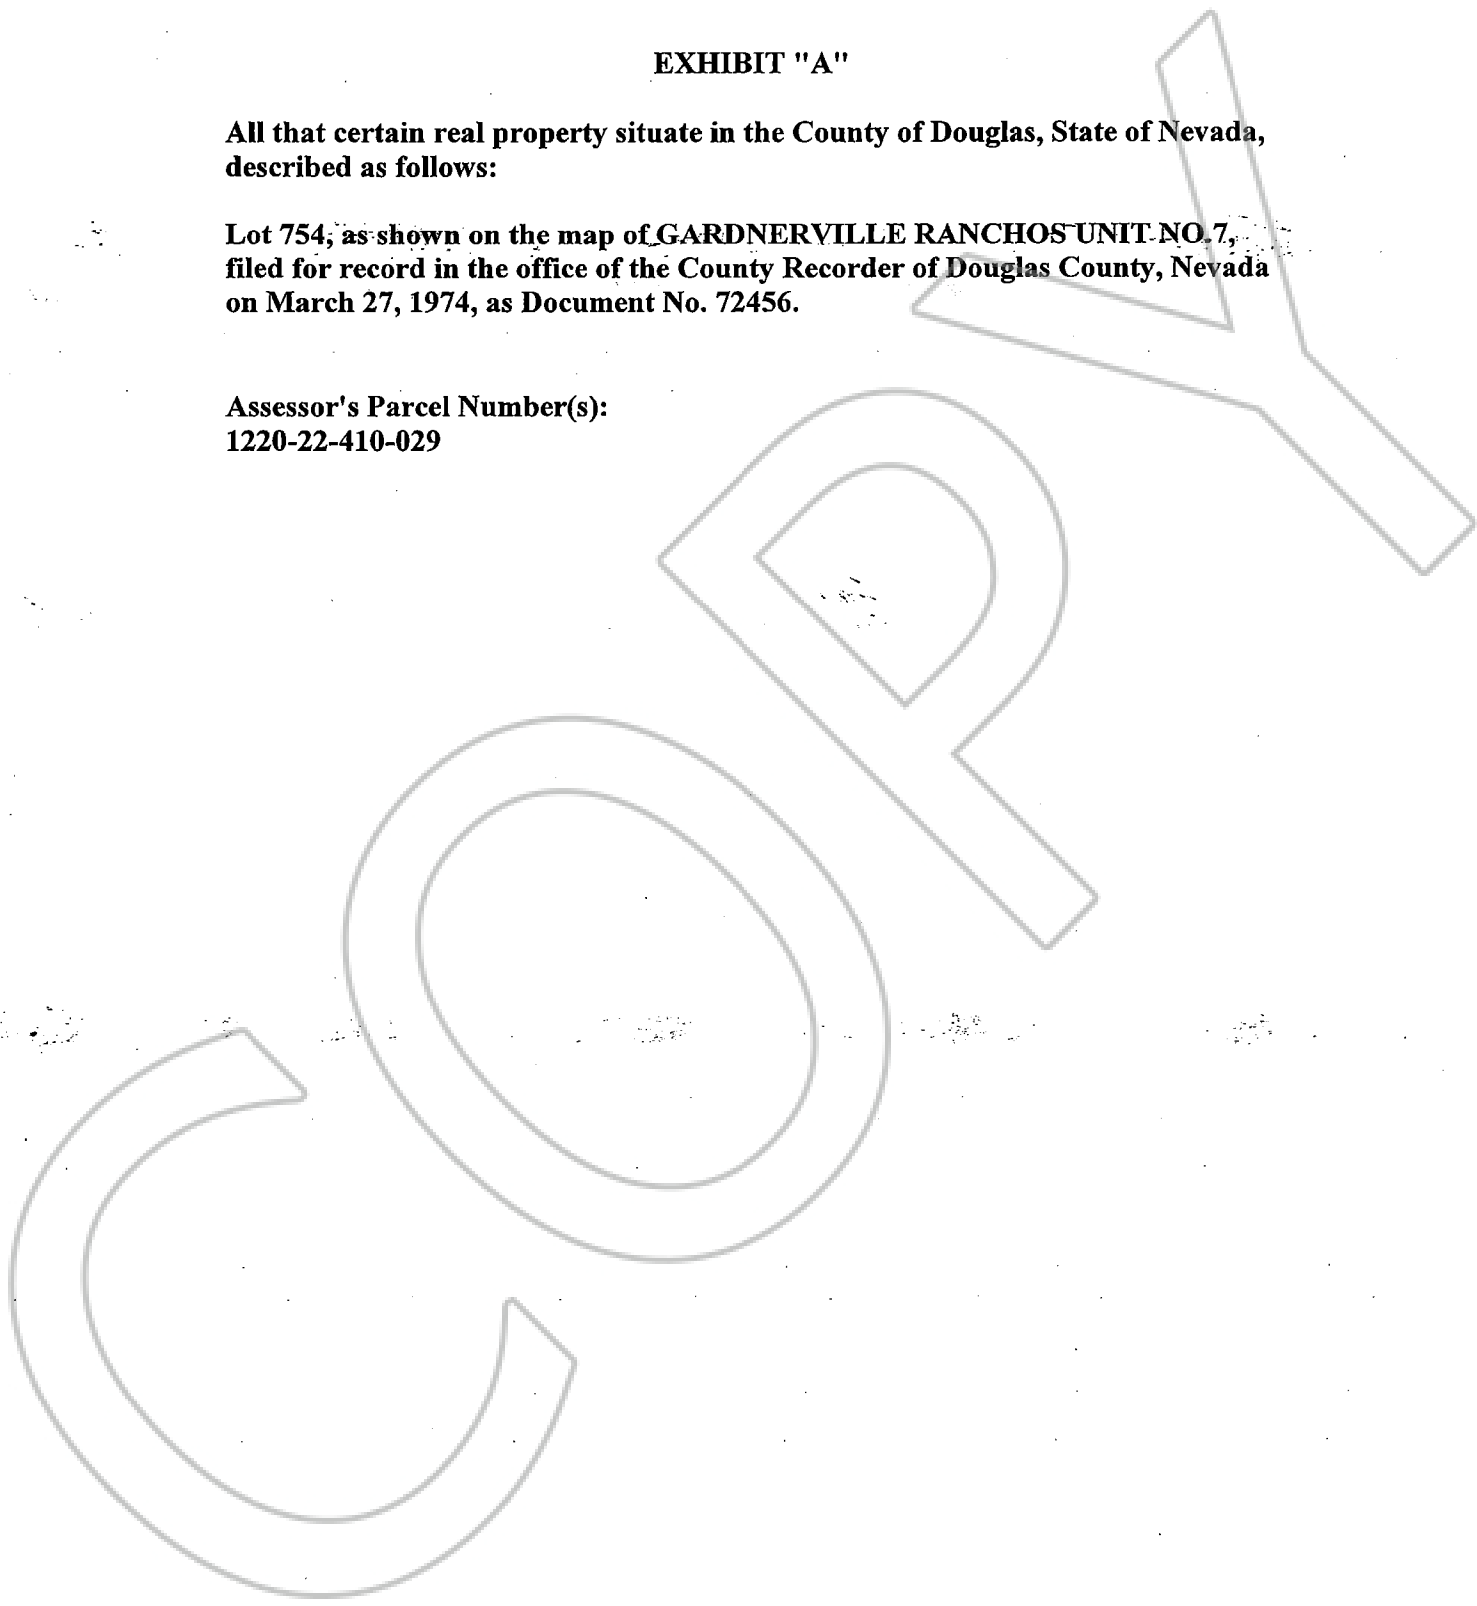 EXHIBIT "A"
All that certain real property situate in the County of Douglas, State of Nevada,
described as follows:
Lot 754, as shown on the map of GARDNERVILLE RANCHOS UNIT NO. 7,
filed for record in the office of the County Recorder of Douglas County, Nevada
on March 27, 1974, as Document No. 72456.
Assessor's Parcel Number(s):
1220-22-410-029
COPY